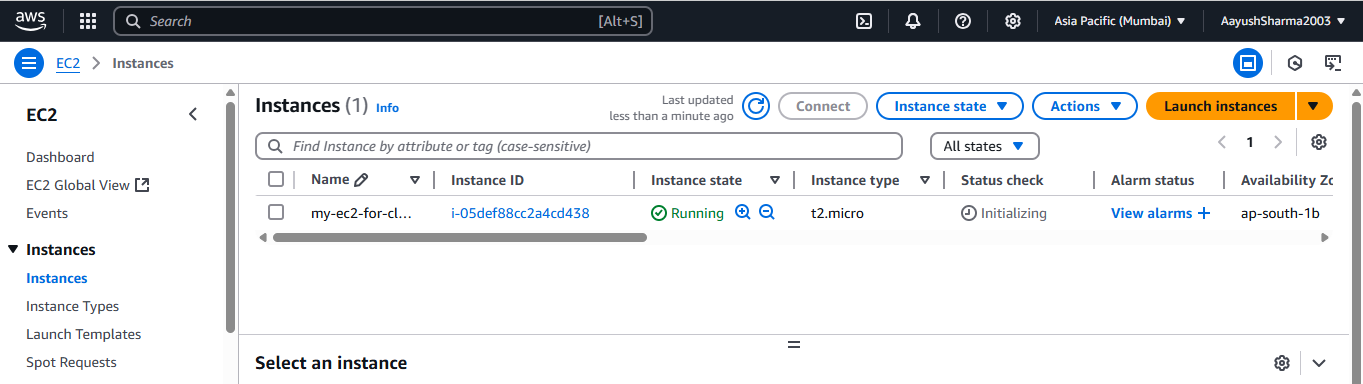 aws Search [Alt+S] Asia Pacific (Mumbai) AayushSharma2003
EC2 Instances
EC2
Dashboard
EC2 Global View
Events
Instances
Instances
Instance Types
Launch Templates
Spot Requests
Instances (1) Info
Last updated
less than a minute ago
Connect Instance state Actions Launch instances
Find Instance by attribute or tag (case-sensitive) All states 1
Name Instance ID Instance state Instance type Status check Alarm status Availability Zo
my-ec2-for-cl... i-05def88cc2a4cd438 Running t2.micro Initializing View alarms + ap-south-1b
Select an instance